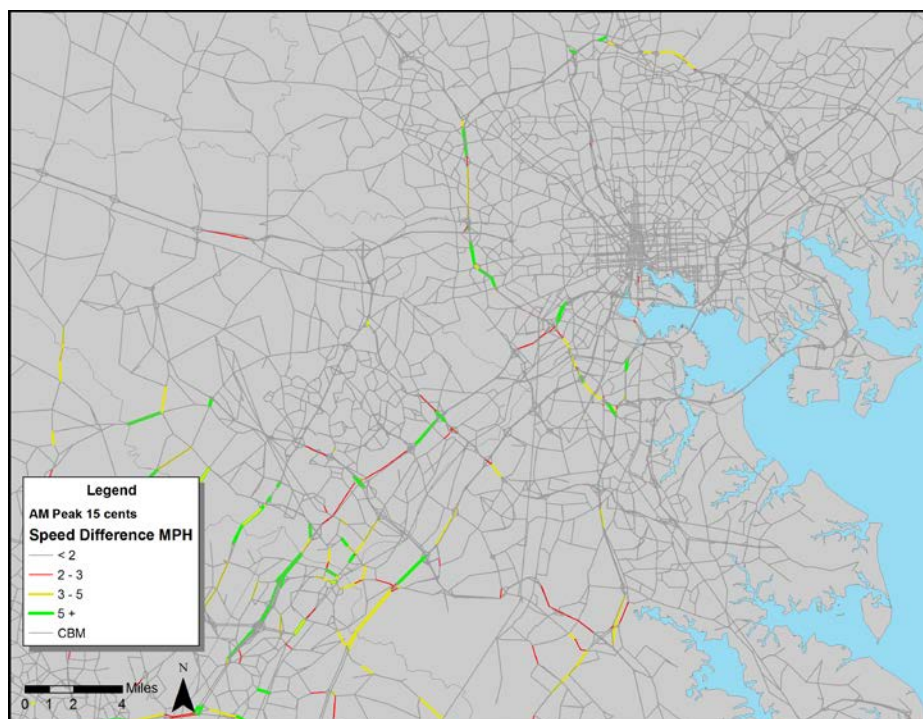 Legend
AM Peak 15 cents
Speed Difference MPH
< 2
2 - 3
3 - 5
5 +
CBM
N
Miles
0 1 2 4